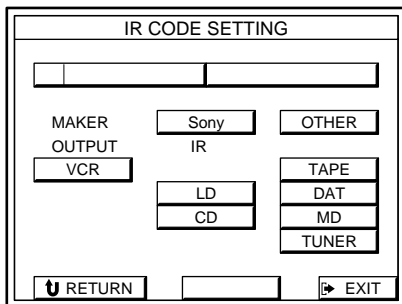 IR CODE SETTING
MAKER Sony OTHER
OUTPUT IR
VCR TAPE
LD DAT
CD MD
TUNER
RETURN EXIT